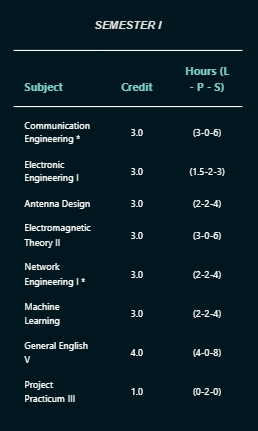 SEMESTER I
Hours (L
Subject Credit - P - S)
Communication
Engineering * 3.0 (3-0-6)
Electronic
Engineering I 3.0 (1.5-2-3)
Antenna Design 3.0 (2-2-4)
Electromagnetic
Theory II 3.0 (3-0-6)
Network
Engineering I * 3.0 (2-2-4)
Machine
Learning 3.0 (2-2-4)
General English
V 4.0 (4-0-8)
Project
Practicum III 1.0 (0-2-0)